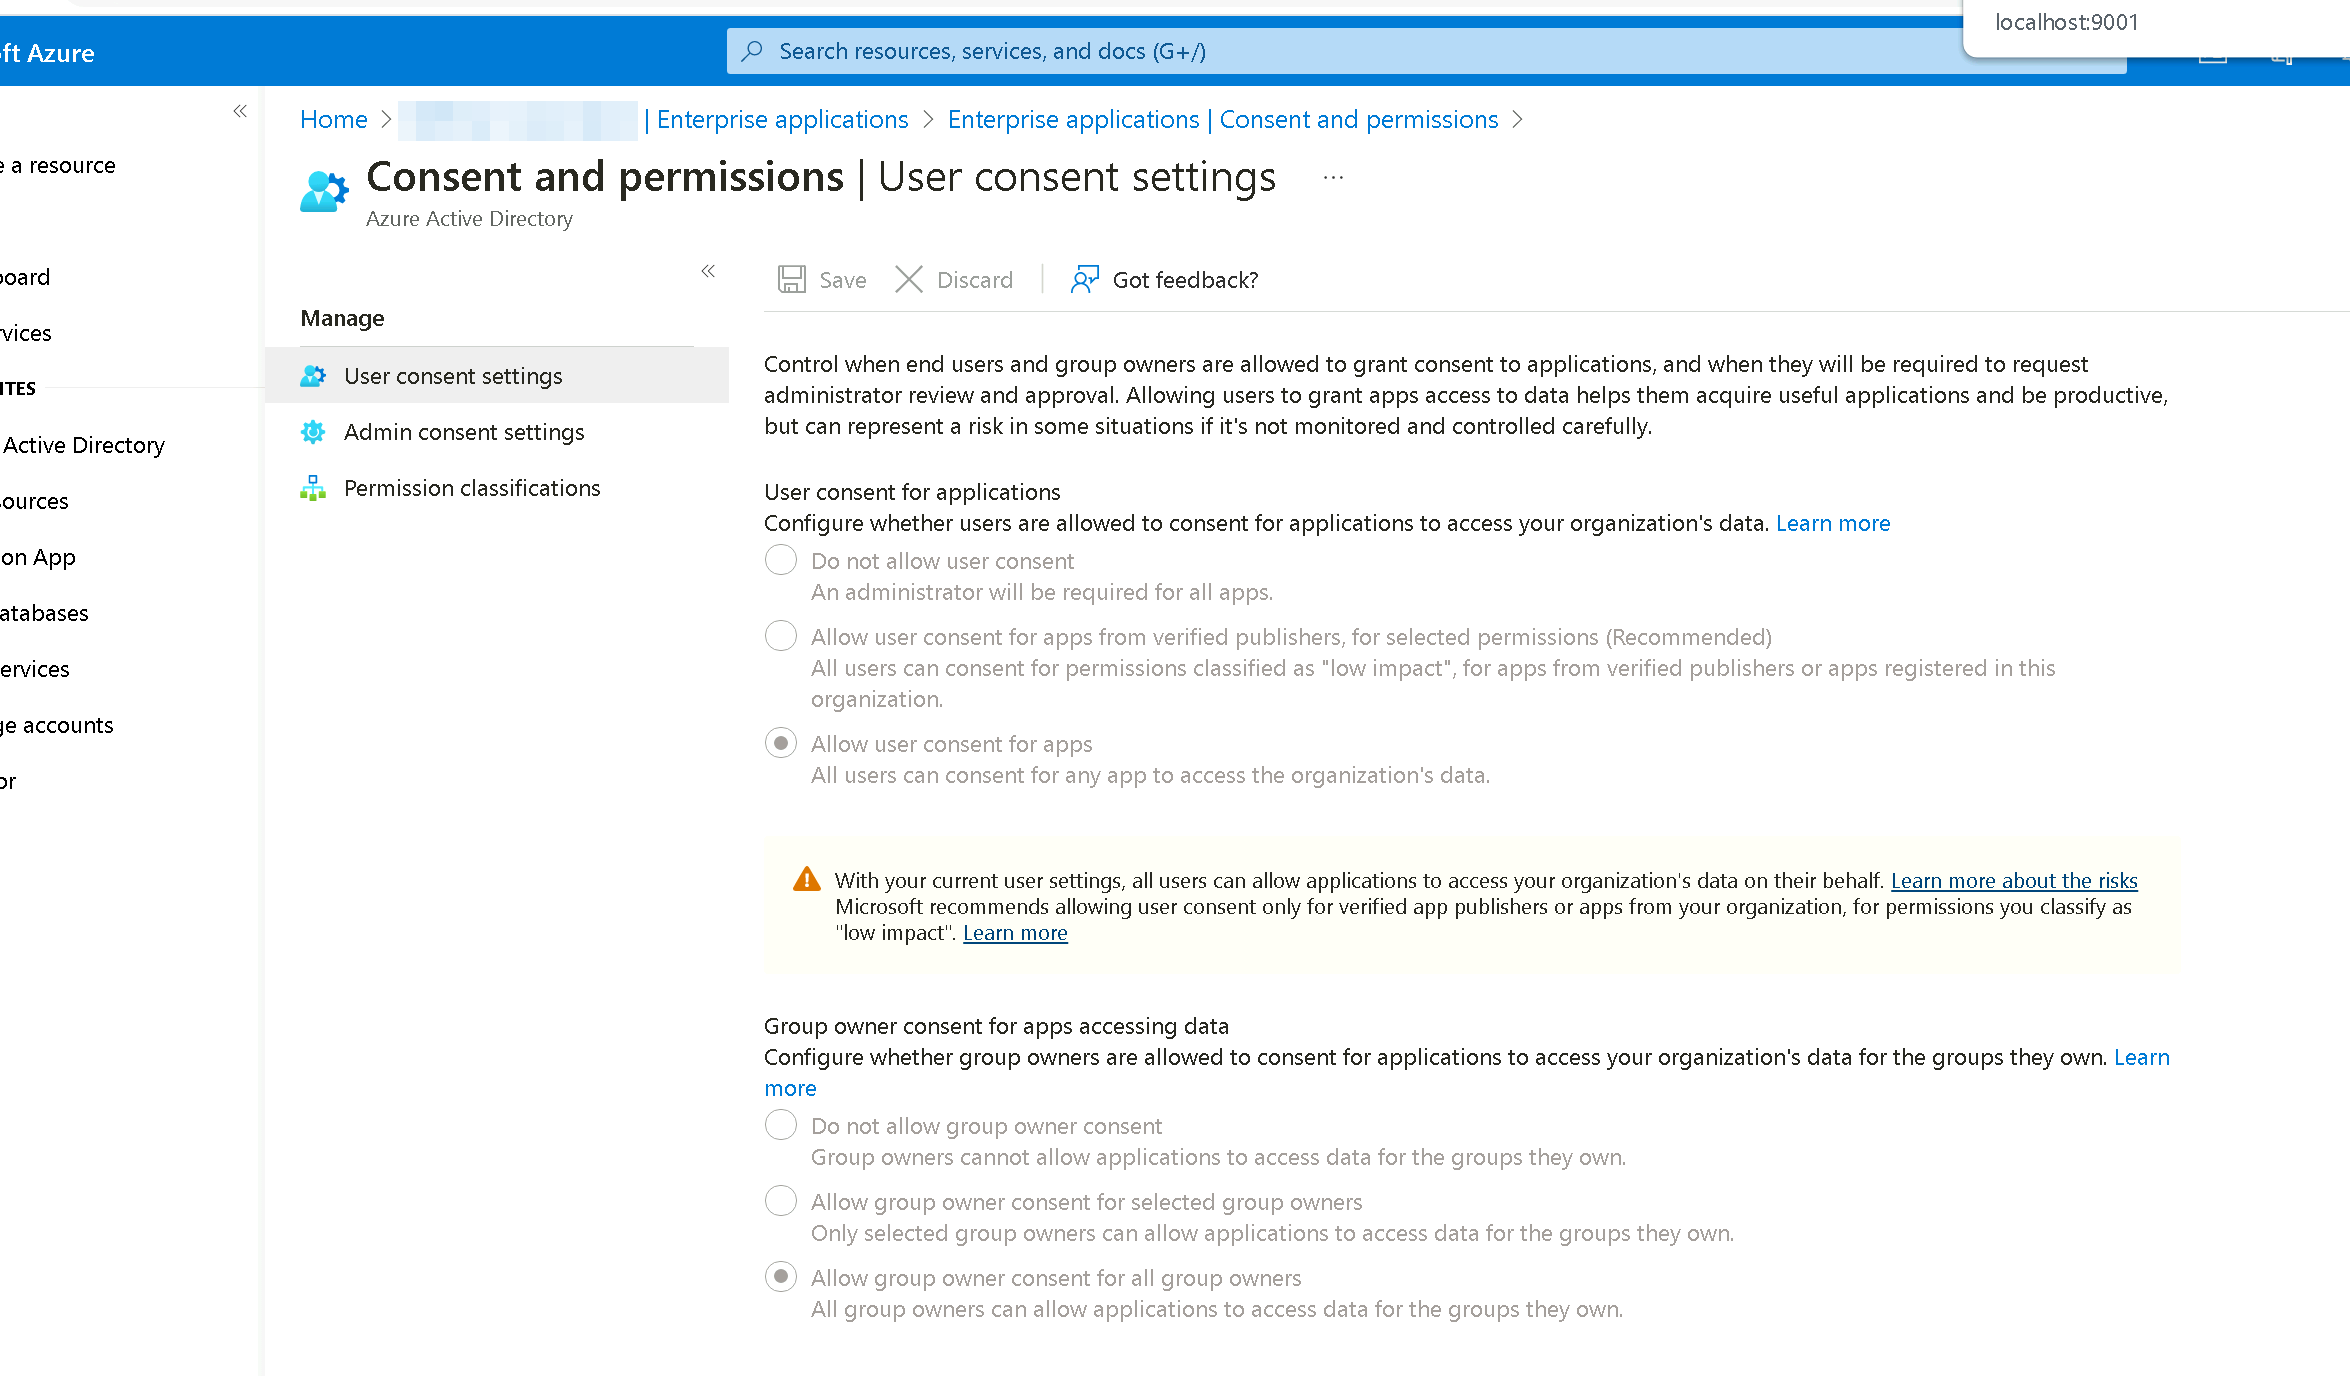 localhost:9001
ft Azure
Search resources, services, and docs (G+/)
Home > | Enterprise applications > Enterprise applications | Consent and permissions >
e a resource
Consent and permissions | User consent settings ...
Azure Active Directory
oard
Save Discard | Got feedback?
Manage
vices
Control when end users and group owners are allowed to grant consent to applications, and when they will be required to request
User consent settings
ITES
administrator review and approval. Allowing users to grant apps access to data helps them acquire useful applications and be productive,
but can represent a risk in some situations if it's not monitored and controlled carefully.
Admin consent settings
Active Directory
Permission classifications
User consent for applications
ources
Configure whether users are allowed to consent for applications to access your organization's data. Learn more
on App
Do not allow user consent
An administrator will be required for all apps.
atabases
Allow user consent for apps from verified publishers, for selected permissions (Recommended)
All users can consent for permissions classified as "low impact", for apps from verified publishers or apps registered in this
ervices
organization.
ge accounts
Allow user consent for apps
All users can consent for any app to access the organization's data.
or
With your current user settings, all users can allow applications to access your organization's data on their behalf. Learn more about the risks
Microsoft recommends allowing user consent only for verified app publishers or apps from your organization, for permissions you classify as
"low impact". Learn more
Group owner consent for apps accessing data
Configure whether group owners are allowed to consent for applications to access your organization's data for the groups they own. Learn
more
Do not allow group owner consent
Group owners cannot allow applications to access data for the groups they own.
Allow group owner consent for selected group owners
Only selected group owners can allow applications to access data for the groups they own.
Allow group owner consent for all group owners
All group owners can allow applications to access data for the groups they own.